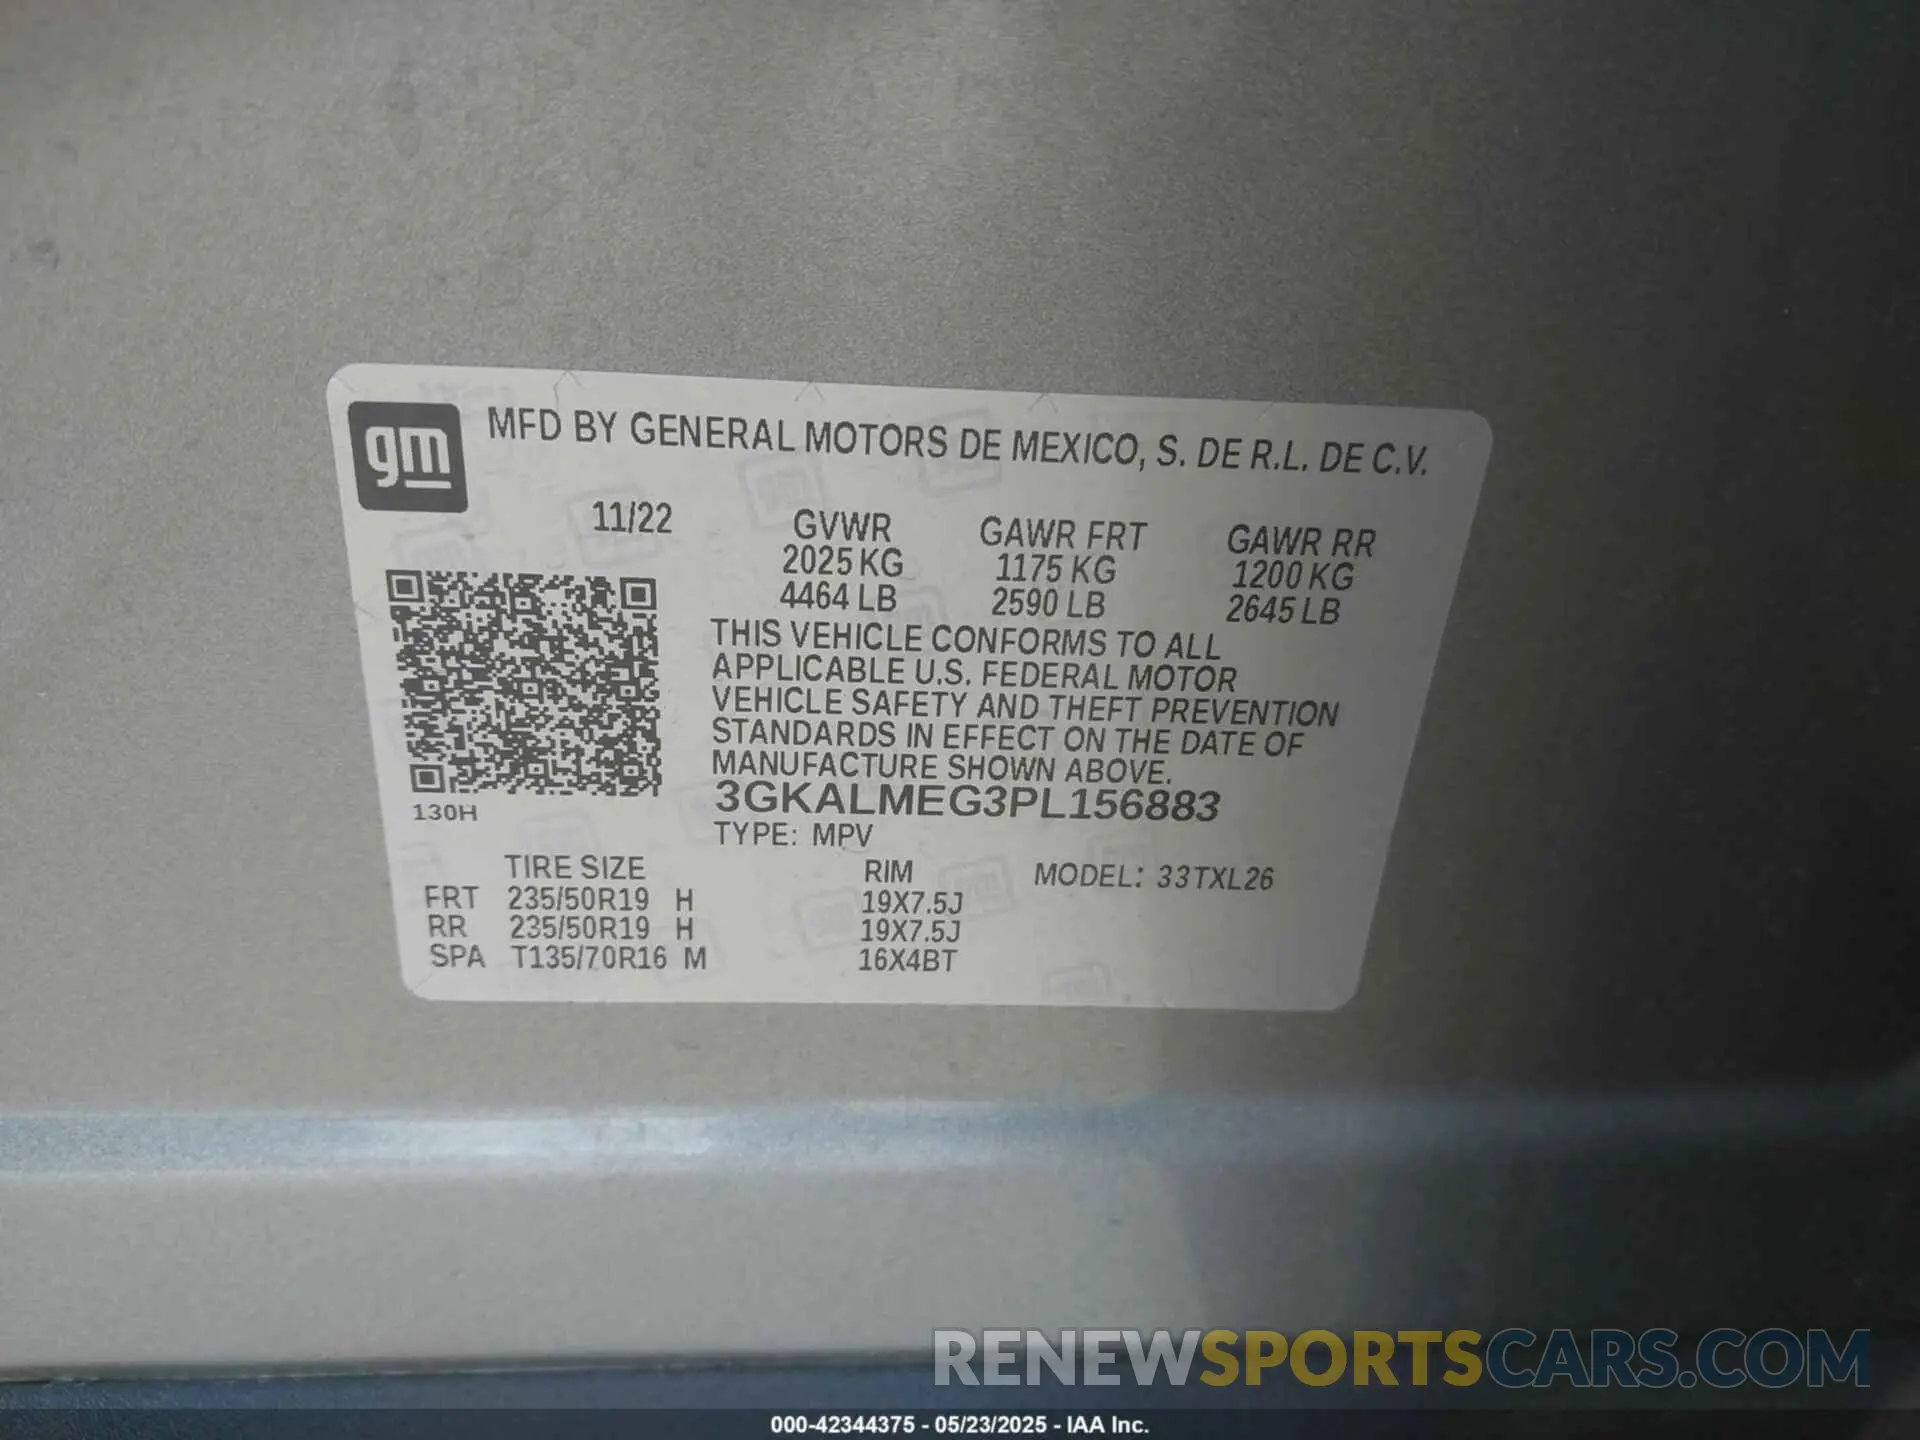 gm
MFD BY GENERAL MOTORS DE MEXICO, S. DE R.L. DE C.V.
11/22 GVWR GAWR FRT GAWR RR
2025 KG 1175 KG 1200 KG
4464 LB 2590 LB 2645 LB
THIS VEHICLE CONFORMS TO ALL
APPLICABLE U.S. FEDERAL MOTOR
VEHICLE SAFETY AND THEFT PREVENTION
STANDARDS IN EFFECT ON THE DATE OF
MANUFACTURE SHOWN ABOVE.
3GKALMEG3PL156883
130H
TYPE: MPV
TIRE SIZE RIM MODEL: 33TXL26
FRT 235/50R19 H 19X7.5J
RR 235/50R19 H 19X7.5J
SPA T135/70R16 M 16X4BT
RENEWSPORTSCARS.COM
000-42344375 - 05/23/2025 - IAA Inc.